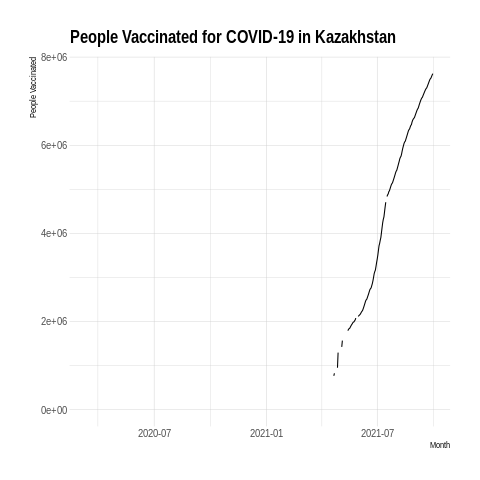 People Vaccinated for COVID-19 in Kazakhstan
People Vaccinated
8e+06
6e+06
4e+06
2e+06
0e+00
2020-07 2021-01 2021-07
Month